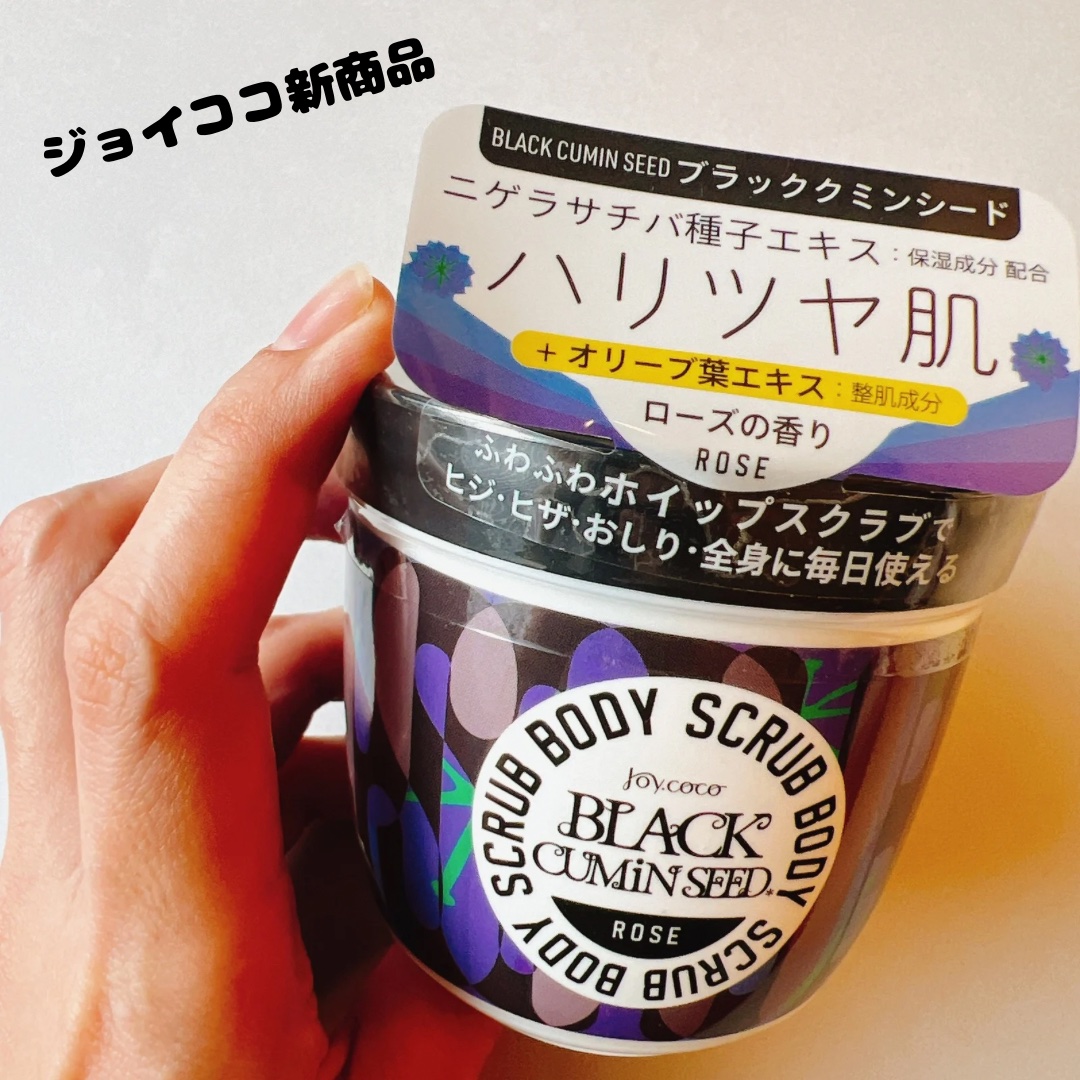 ジョイココ新商品
BLACK CUMIN SEED ブラッククミンシード
ニゲラサチバ種子エキス:保湿成分 配合
ハリツヤ肌
+ オリーブ葉エキス:整肌成分
ローズの香り
ROSE
ふわふわホイップスクラブで
ヒジ・ヒザ・おしり・全身に毎日使える
SCRUB BODY SCRUB BODY SCRUB BODY
Joy.coco
BLACK
CUMiN SEED*
ROSE